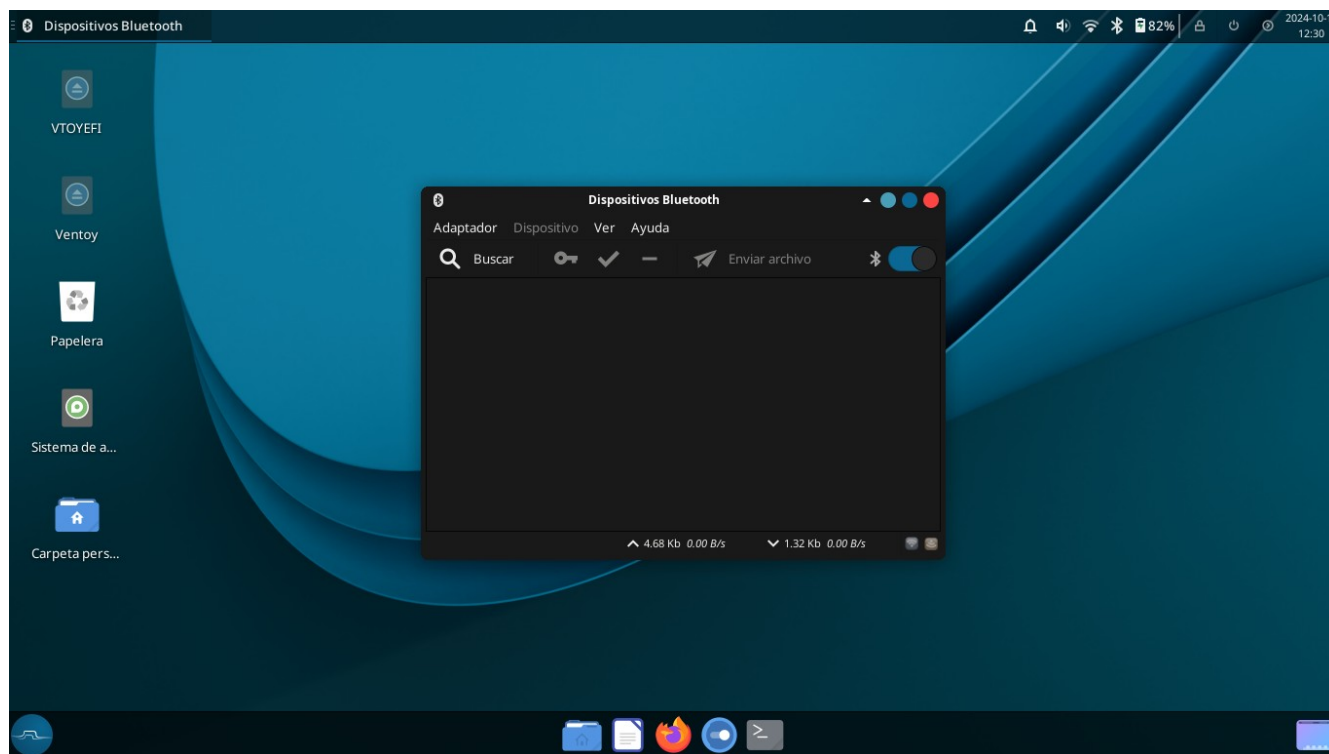 Dispositivos Bluetooth
82%
2024-10-1
12:30
VTOYEFI
Ventoy
Papelera
Sistema de a...
Carpeta pers...
Dispositivos Bluetooth
Adaptador Dispositivo Ver Ayuda
Buscar Enviar archivo
4.68 Kb 0.00 B/s 1.32 Kb 0.00 B/s